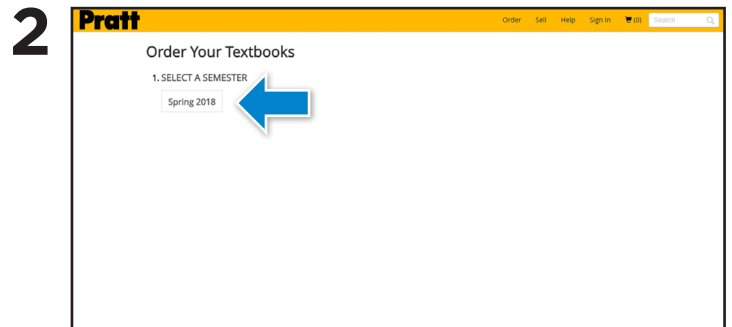 2
Pratt
Order Sell Help Sign In (0) Search
Order Your Textbooks
1. SELECT A SEMESTER
Spring 2018